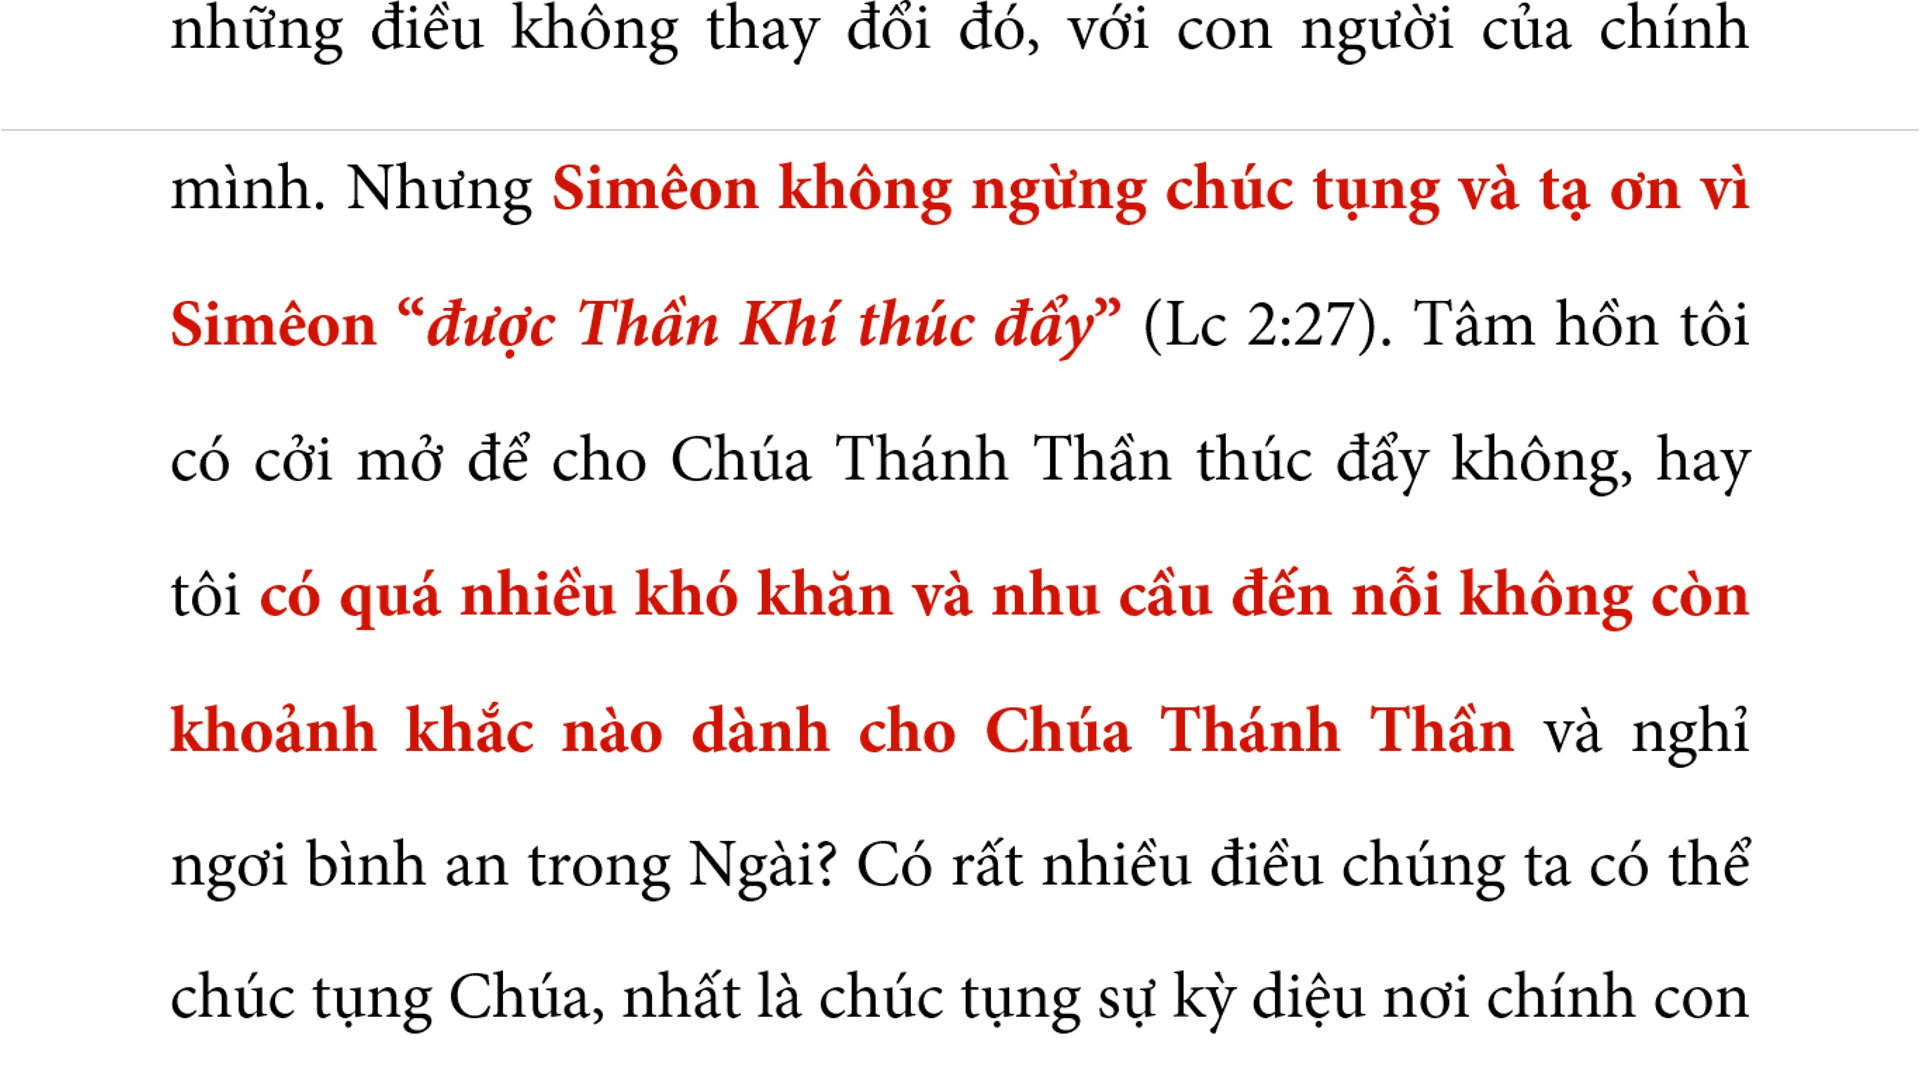 những điều không thay đổi đó, với con người của chính
mình. Nhưng Simêon không ngừng chúc tụng và tạ ơn vì
Simêon “được Thần Khí thúc đẩy” (Lc 2:27). Tâm hồn tôi
có cởi mở để cho Chúa Thánh Thần thúc đẩy không, hay
tôi có quá nhiều khó khăn và nhu cầu đến nỗi không còn
khoảnh khắc nào dành cho Chúa Thánh Thần và nghỉ
ngơi bình an trong Ngài? Có rất nhiều điều chúng ta có thể
chúc tụng Chúa, nhất là chúc tụng sự kỳ diệu nơi chính con